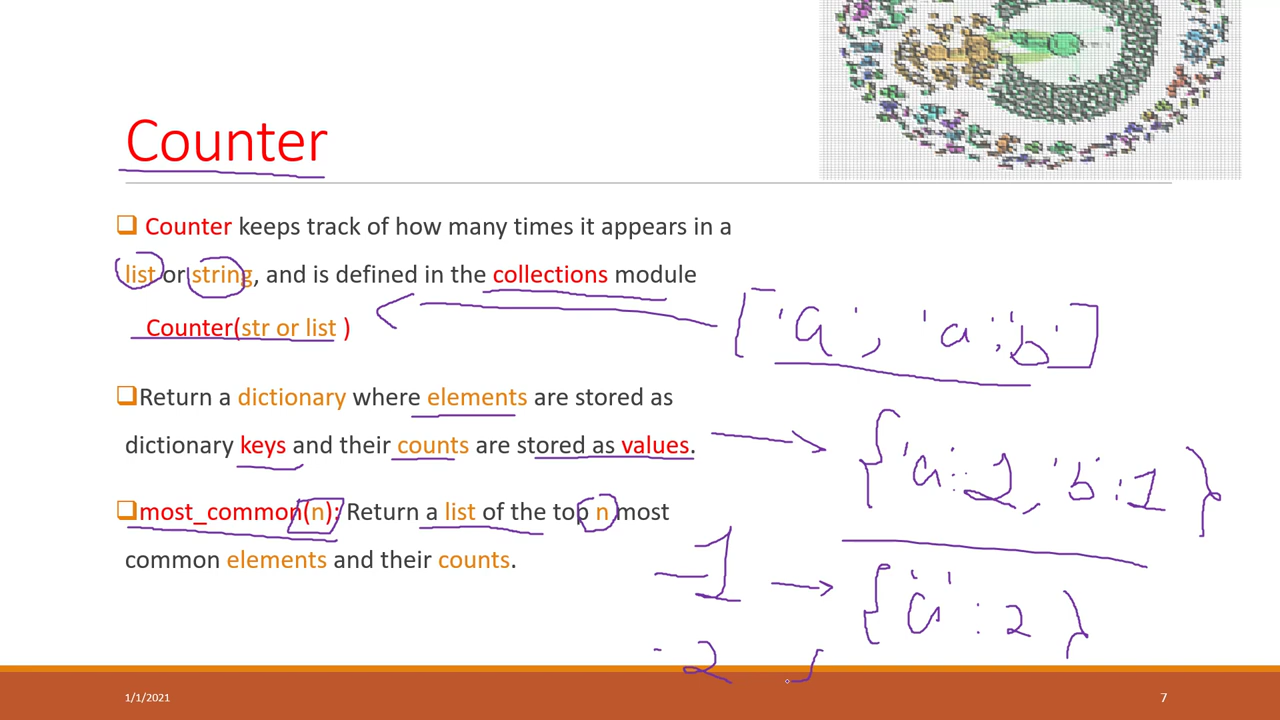 Counter
❑ Counter keeps track of how many times it appears in a
list or string, and is defined in the collections module
Counter(str or list )
['a', 'a','b']
❑Return a dictionary where elements are stored as
dictionary keys and their counts are stored as values.
{'a: 2, 'b' : 1 }
❑most_common(n): Return a list of the top n most
common elements and their counts.
1
{'a' : 2 }
2
1/1/2021
7